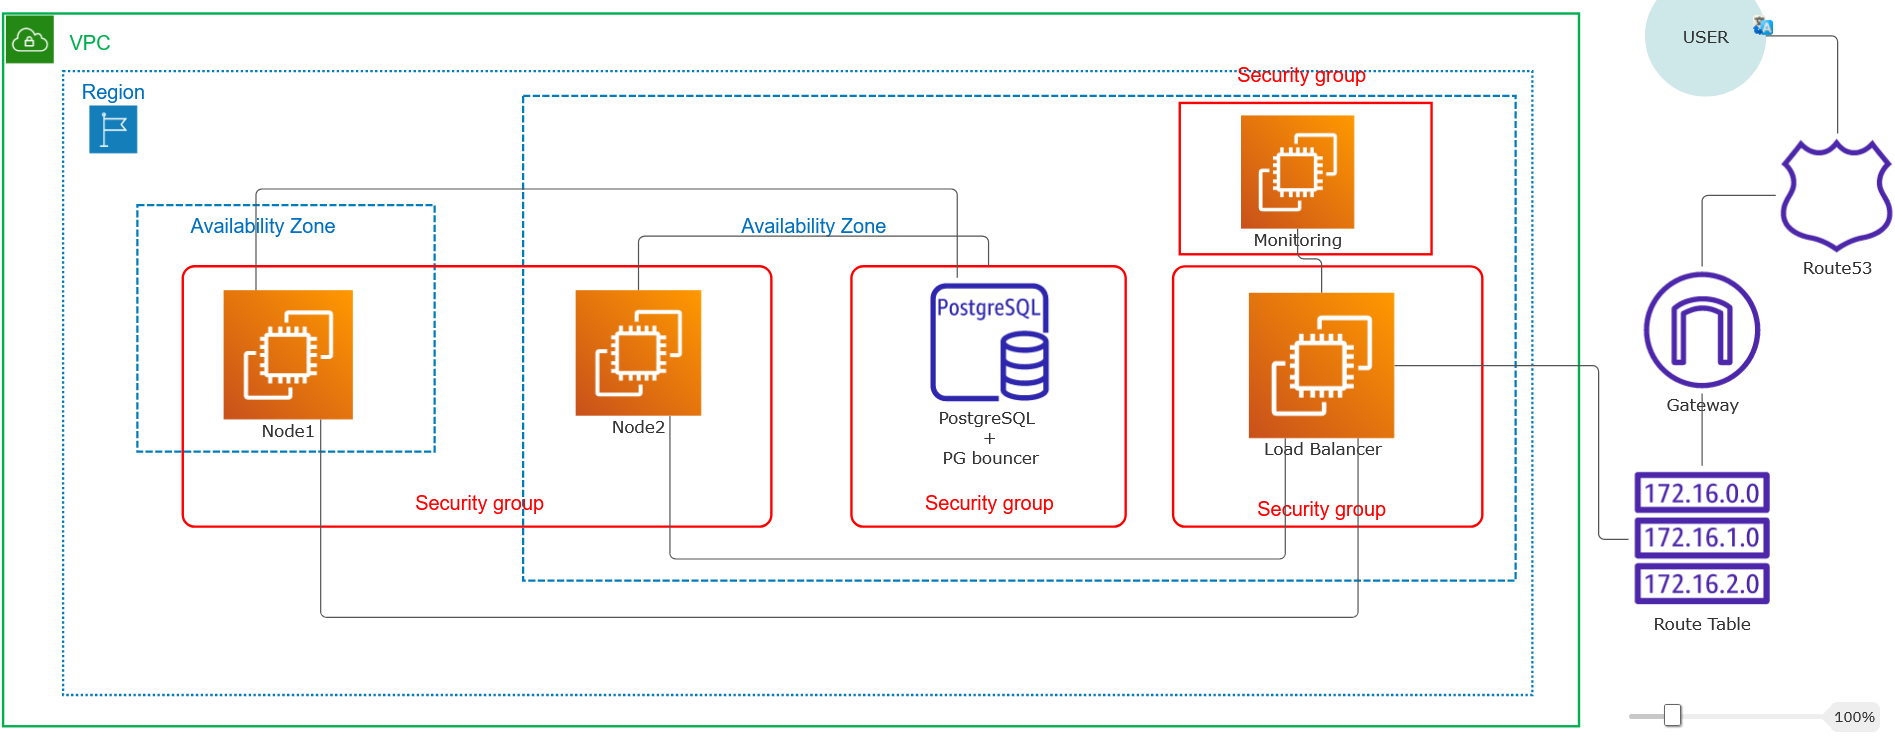 VPC
USER
Security group
Region
Availability Zone
Availability Zone
Monitoring
Route53
PostgreSQL
Gateway
Node1
Node2
PostgreSQL
+
PG bouncer
Load Balancer
Security group
Security group
Security group
172.16.0.0
172.16.1.0
172.16.2.0
Route Table
100%